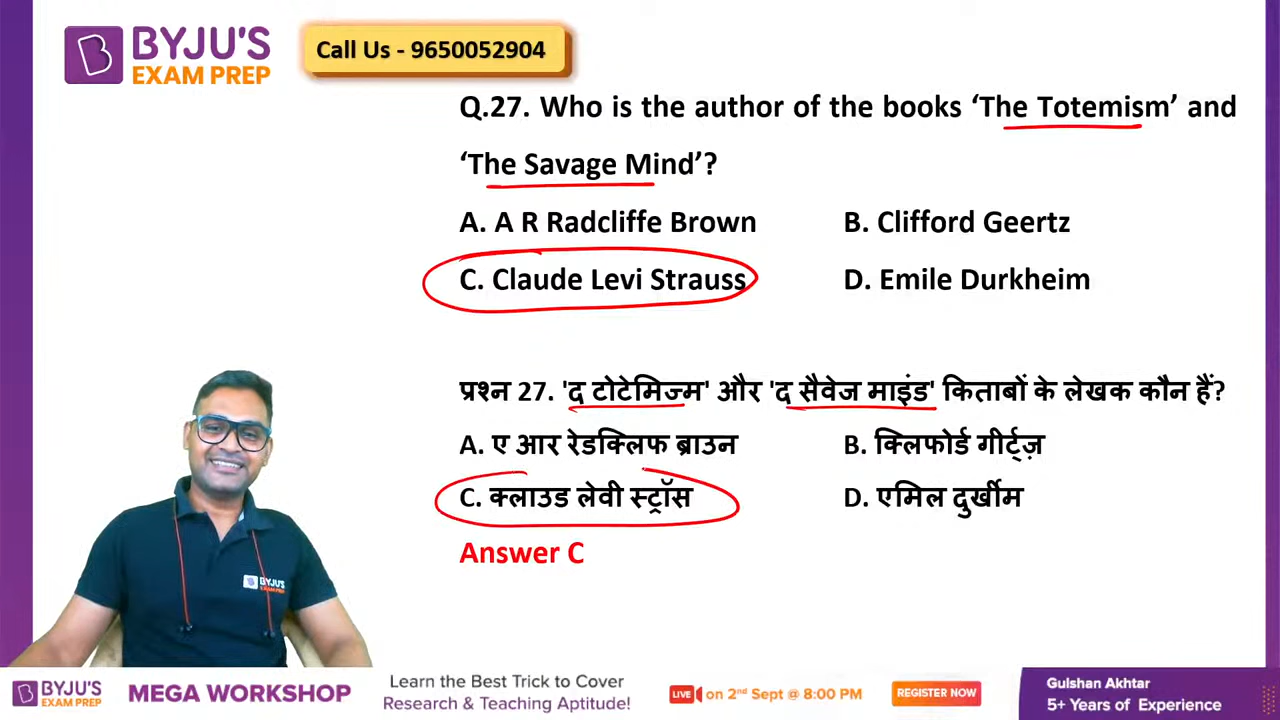 BYJU'S
EXAM PREP
Call Us - 9650052904
Q.27. Who is the author of the books ‘The Totemism’ and
‘The Savage Mind’?
A. A R Radcliffe Brown
B. Clifford Geertz
C. Claude Levi Strauss
D. Emile Durkheim
प्रश्न 27. 'द टोटेमिज्म' और 'द सैवेज माइंड' किताबों के लेखक कौन हैं?
A. ए आर रेडक्लिफ ब्राउन
B. क्लिफोर्ड गीर्ट्ज़
C. क्लाउड लेवी स्ट्रॉस
D. एमिल दुर्खीम
Answer C
BYJU'S
EXAM PREP
BYJU'S
EXAM PREP
MEGA WORKSHOP
Learn the Best Trick to Cover
Research & Teaching Aptitude!
LIVE on 2nd Sept @ 8:00 PM
REGISTER NOW
Gulshan Akhtar
5+ Years of Experience